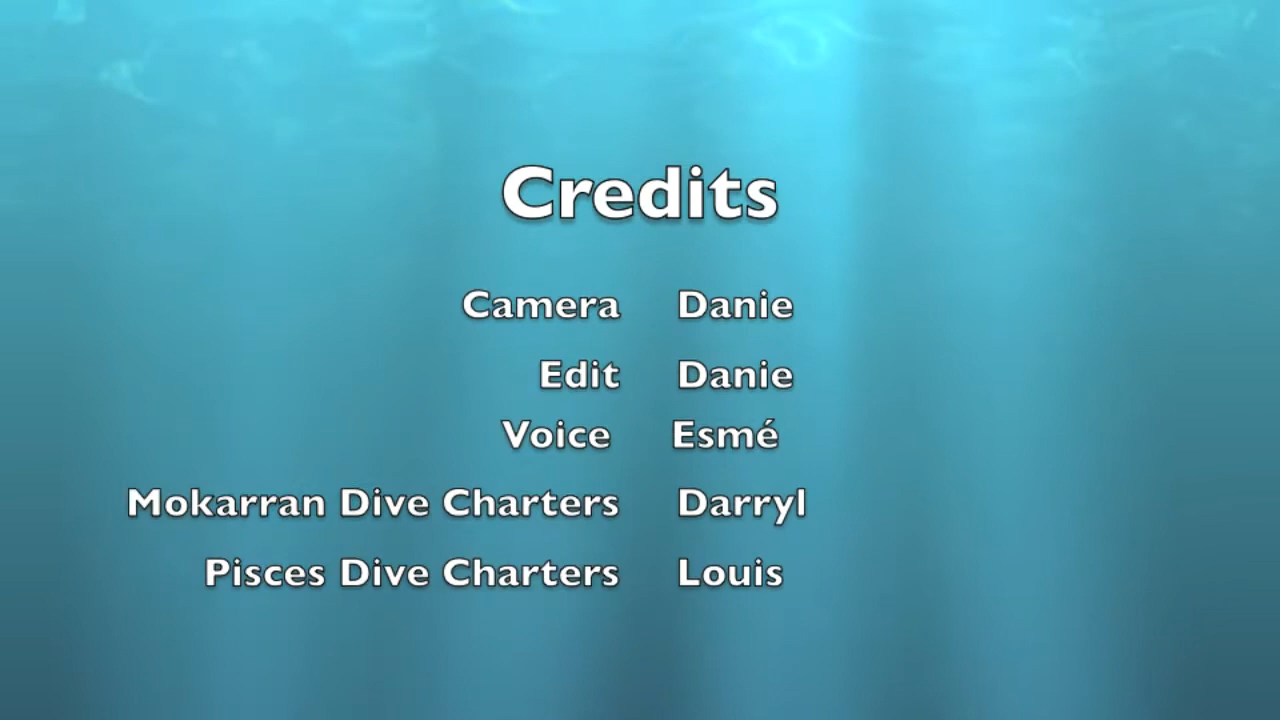 Credits
Camera Danie
Edit Danie
Voice Esmé
Mokarran Dive Charters Darryl
Pisces Dive Charters Louis